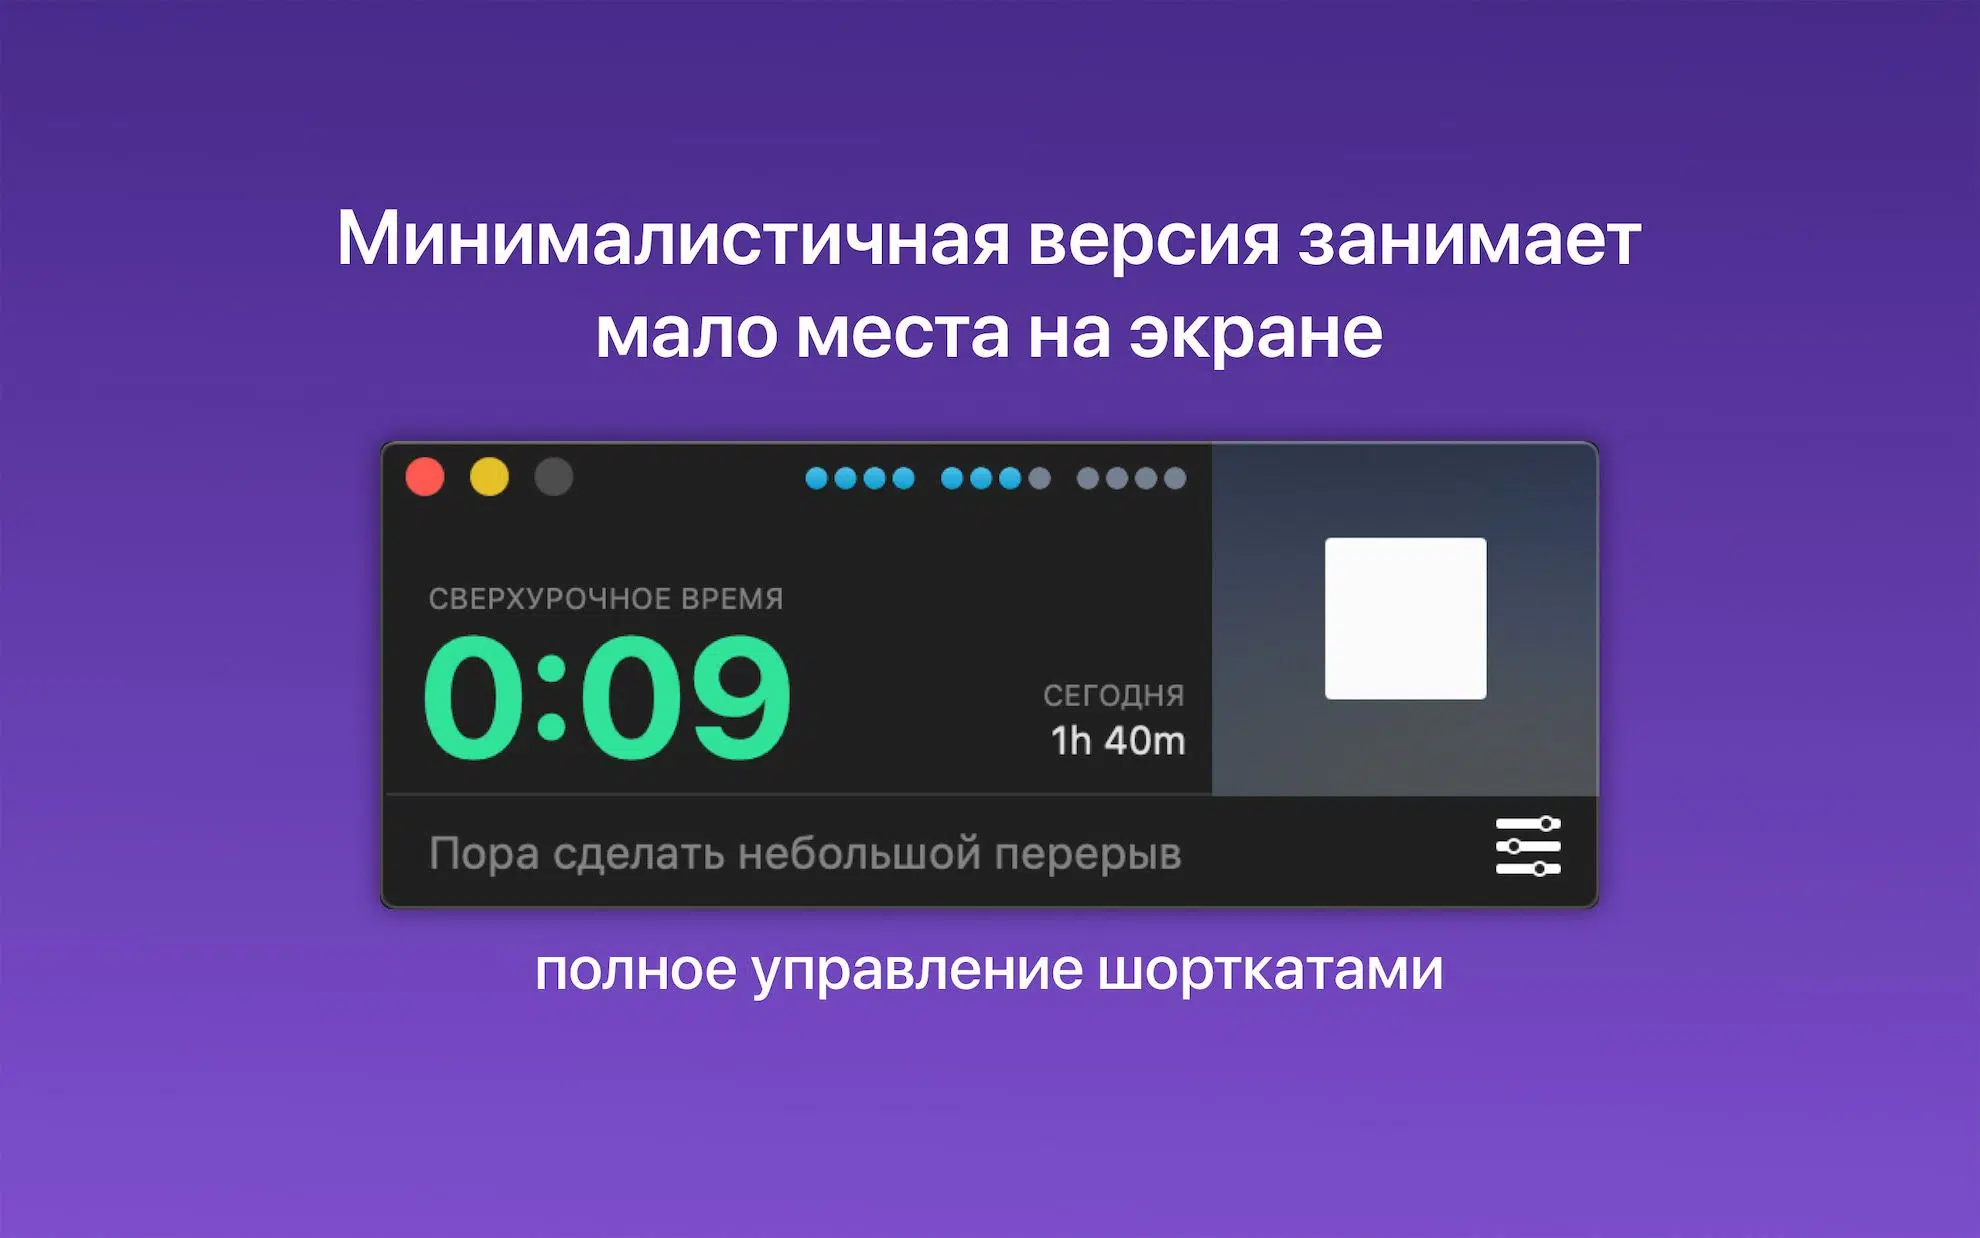 Минималистичная версия занимает
мало места на экране
СВЕРХУРОЧНОЕ ВРЕМЯ
0:09
СЕГОДНЯ
1h 40m
Пора сделать небольшой перерыв
полное управление шорткатами